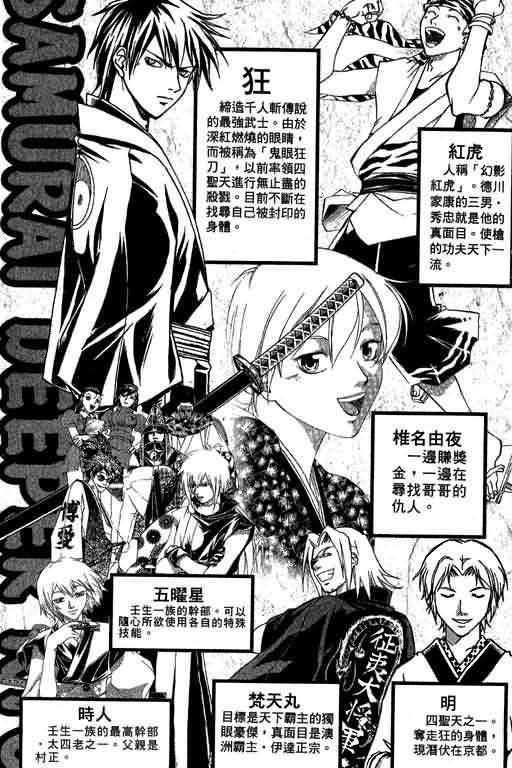 SAMURAI DEEPER KYO
狂
締造千人斬傳說
的最強武士。由於
深紅燃燒的眼睛，
而被稱為「鬼眼狂
刀」，以前率領四
聖天進行無止盡的
殺戮。目前不斷在
找尋自己被封印的
身體。
紅虎
人稱「幻影
紅虎」。德川
家康的三男，
秀忠就是他的
真面目。使槍
的功夫天下一
流。
椎名由夜
一邊賺獎
金，一邊在
尋找哥哥的
仇人。
博愛
五曜星
壬生一族的幹部。可以
隨心所欲使用各自的特殊
技能。
征夷大将軍
時人
壬生一族的最高幹部
．太四老之一。父親是
村正。
梵天丸
目標是天下霸主的獨
眼豪傑，真面目是澳
洲霸主．伊達正宗。
明
四聖天之一。
奪走狂的身體，
現潛伏在京都。